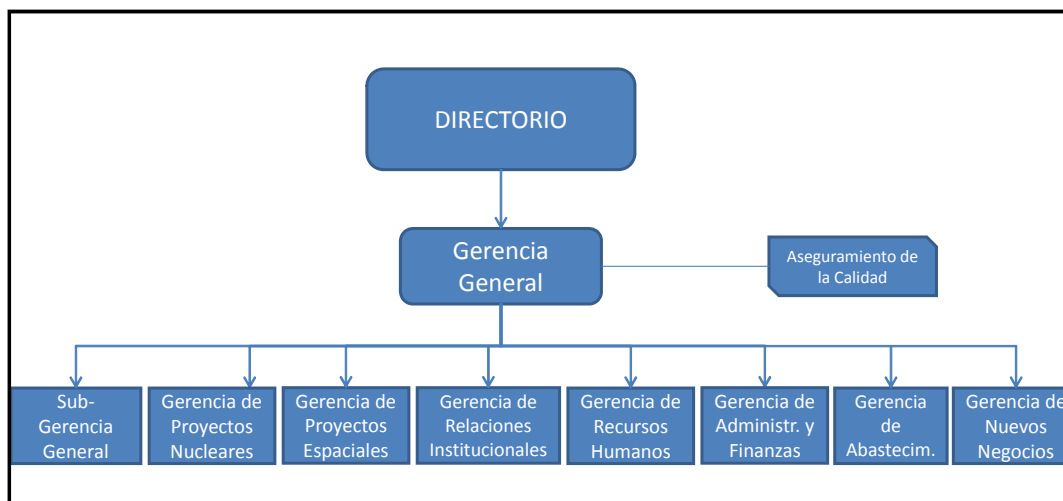 DIRECTORIO
Gerencia
General
Aseguramiento de
la Calidad
Sub-
Gerencia
General
Gerencia de
Proyectos
Nucleares
Gerencia de
Proyectos
Espaciales
Gerencia de
Relaciones
Institucionales
Gerencia de
Recursos
Humanos
Gerencia de
Administr. y
Finanzas
Gerencia
de
Abastecim.
Gerencia de
Nuevos
Negocios